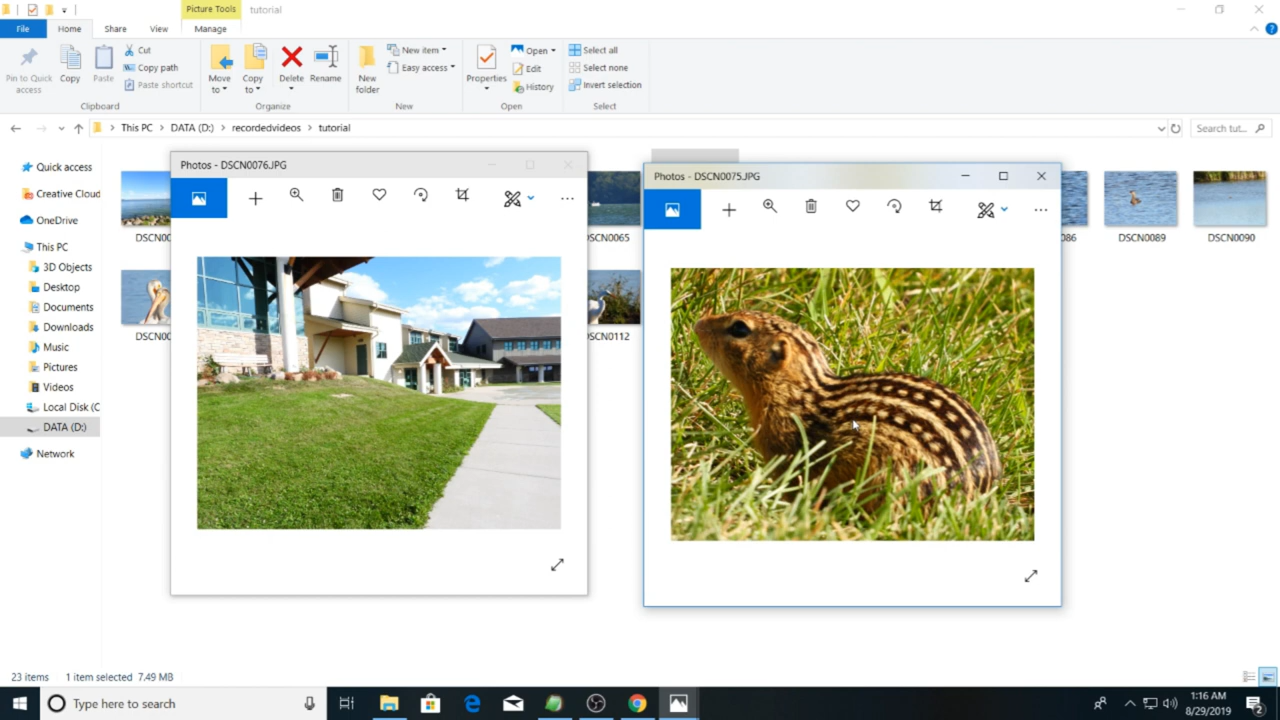 Picture Tools
tutorial
File
Home
Share
View
Manage
Pin to Quick access
Copy
Paste
Cut
Copy path
Paste shortcut
Clipboard
Move to
Copy to
Delete
Rename
Organize
New folder
New item
Easy access
New
Properties
Open
Edit
History
Open
Select all
Select none
Invert selection
Select
This PC
DATA (D:)
recordedvideos
tutorial
Search tut...
Quick access
Creative Cloud
OneDrive
This PC
3D Objects
Desktop
Documents
Downloads
Music
Pictures
Videos
Local Disk (C
DATA (D:)
Network
Photos - DSCN0076.JPG
Photos - DSCN0075.JPG
DSCN00
DSCN0065
086
DSCN0089
DSCN0090
DSCN00
DSCN0112
23 items
1 item selected 7.49 MB
Type here to search
1:16 AM
8/29/2019
2